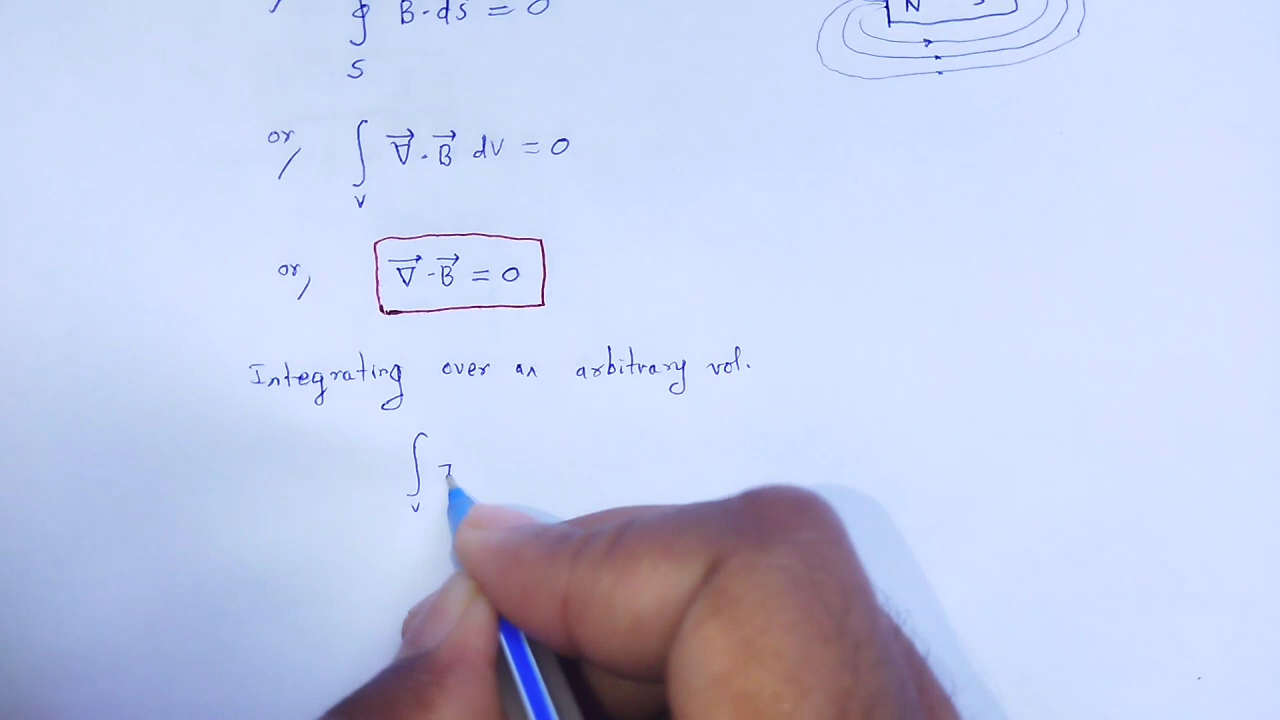 ∮ B·ds = 0
S
N S
or/ ∫ ∇⃗·B⃗ dv = 0
v
or, ∇⃗·B⃗ = 0
Integrating over an arbitrary vol.
∫
v